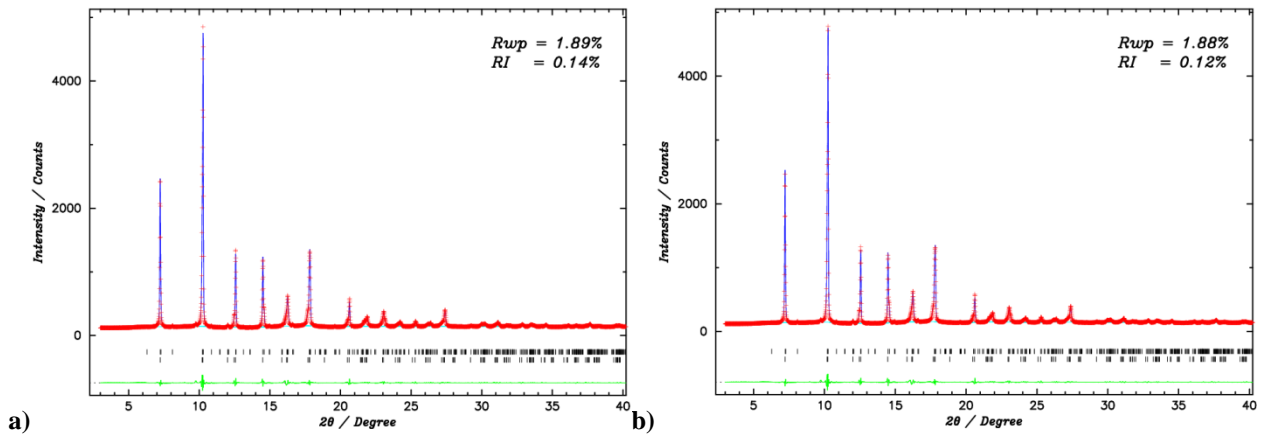 Rwp = 1.89%
RI = 0.14%
4000
2000
0
Intensity / Counts
5 10 15 20 25 30 35 40
2θ / Degree
a)
Rwp = 1.88%
RI = 0.12%
4000
2000
0
Intensity / Counts
5 10 15 20 25 30 35 40
2θ / Degree
b)